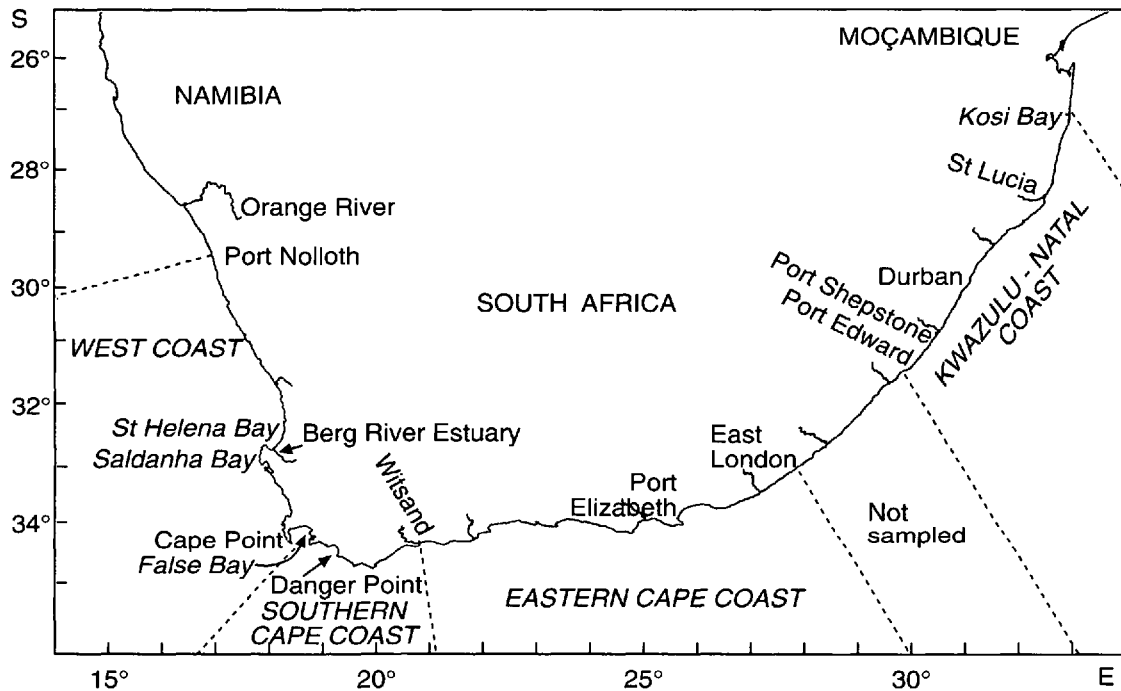 S
26°
28°
30°
32°
34°
MOÇAMBIQUE
NAMIBIA
Kosi Bay
St Lucia
Orange River
Port Nolloth
Durban
KWAZULU - NATAL
COAST
Port Shepstone
Port Edward
SOUTH AFRICA
WEST COAST
St Helena Bay
Berg River Estuary
Saldanha Bay
Witsand
East
London
Port
Elizabeth
Not
sampled
Cape Point
False Bay
Danger Point
SOUTHERN
CAPE COAST
EASTERN CAPE COAST
15°
20°
25°
30°
E